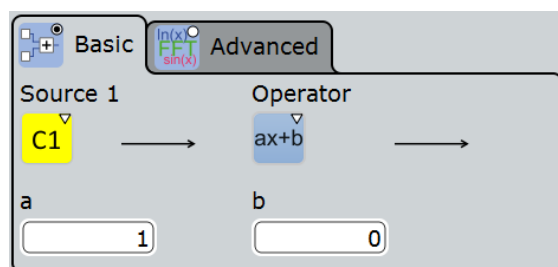 Basic
ln(x)
FFT
sin(x)
Advanced
Source 1 Operator
C1 ax+b
a b
1 0